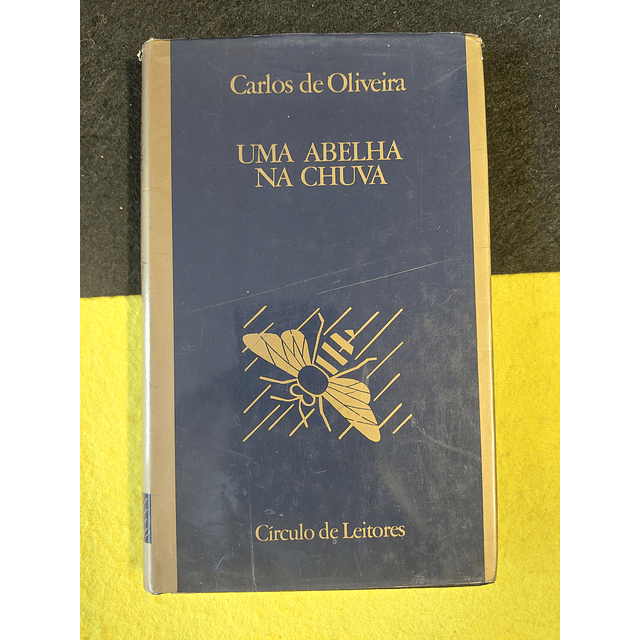 Carlos de Oliveira
UMA ABELHA
NA CHUVA
Círculo de Leitores